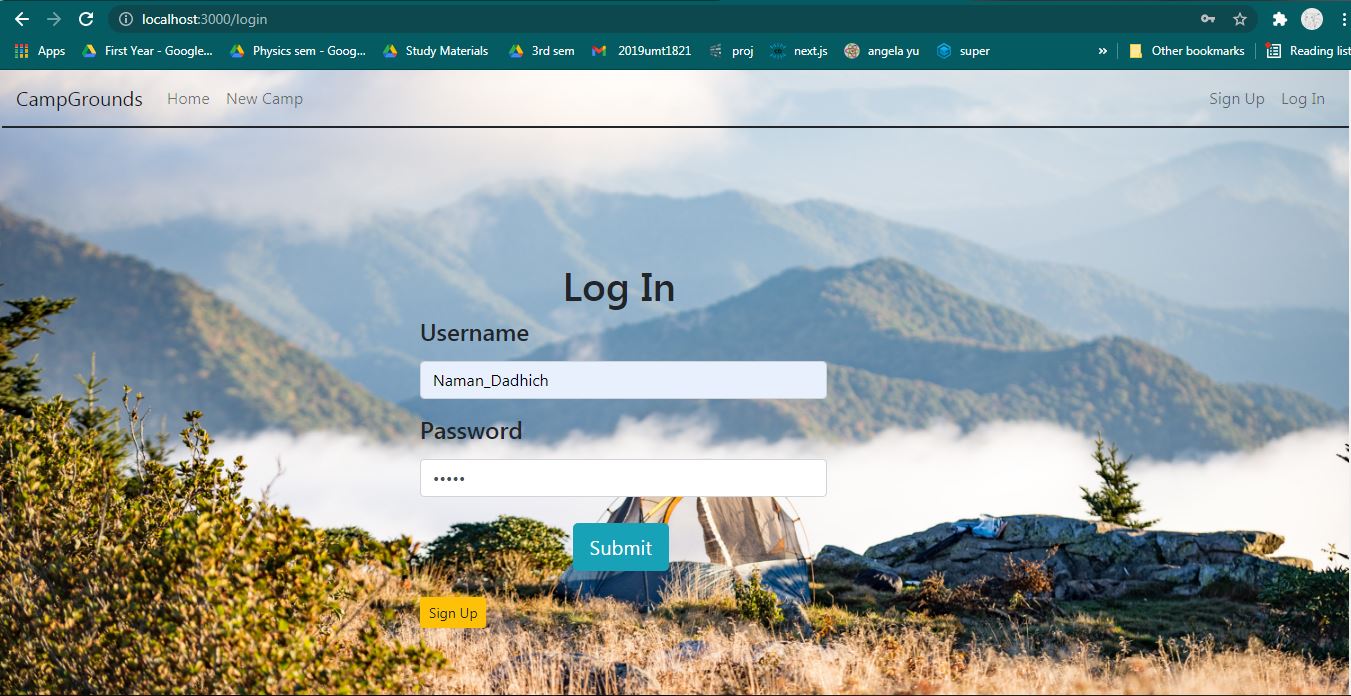 localhost:3000/login
Apps First Year - Google... Physics sem - Goog... Study Materials 3rd sem 2019umt1821 proj next.js angela yu super » Other bookmarks Reading list
CampGrounds Home New Camp Sign Up Log In
Log In
Username
Naman_Dadhich
Password
•••••
Submit
Sign Up